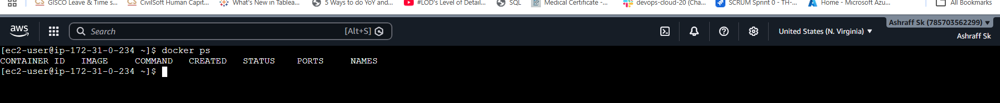 GISCO Leave & Time s...
CivilSoft Human Capit...
What's New in Tablea...
5 Ways to do YoY and...
#LOD's Level of Detail...
SQL
Medical Certificate -...
devops-cloud-20 (Cha...
SCRUM Sprint 0 - TH-...
Home - Microsoft Azu...
All Bookmarks
aws
Search
[Alt+S]
United States (N. Virginia)
Ashraff Sk (785703562299)
Ashraff Sk
[ec2-user@ip-172-31-0-234 ~]$ docker ps
CONTAINER ID   IMAGE     COMMAND   CREATED   STATUS    PORTS     NAMES
[ec2-user@ip-172-31-0-234 ~]$